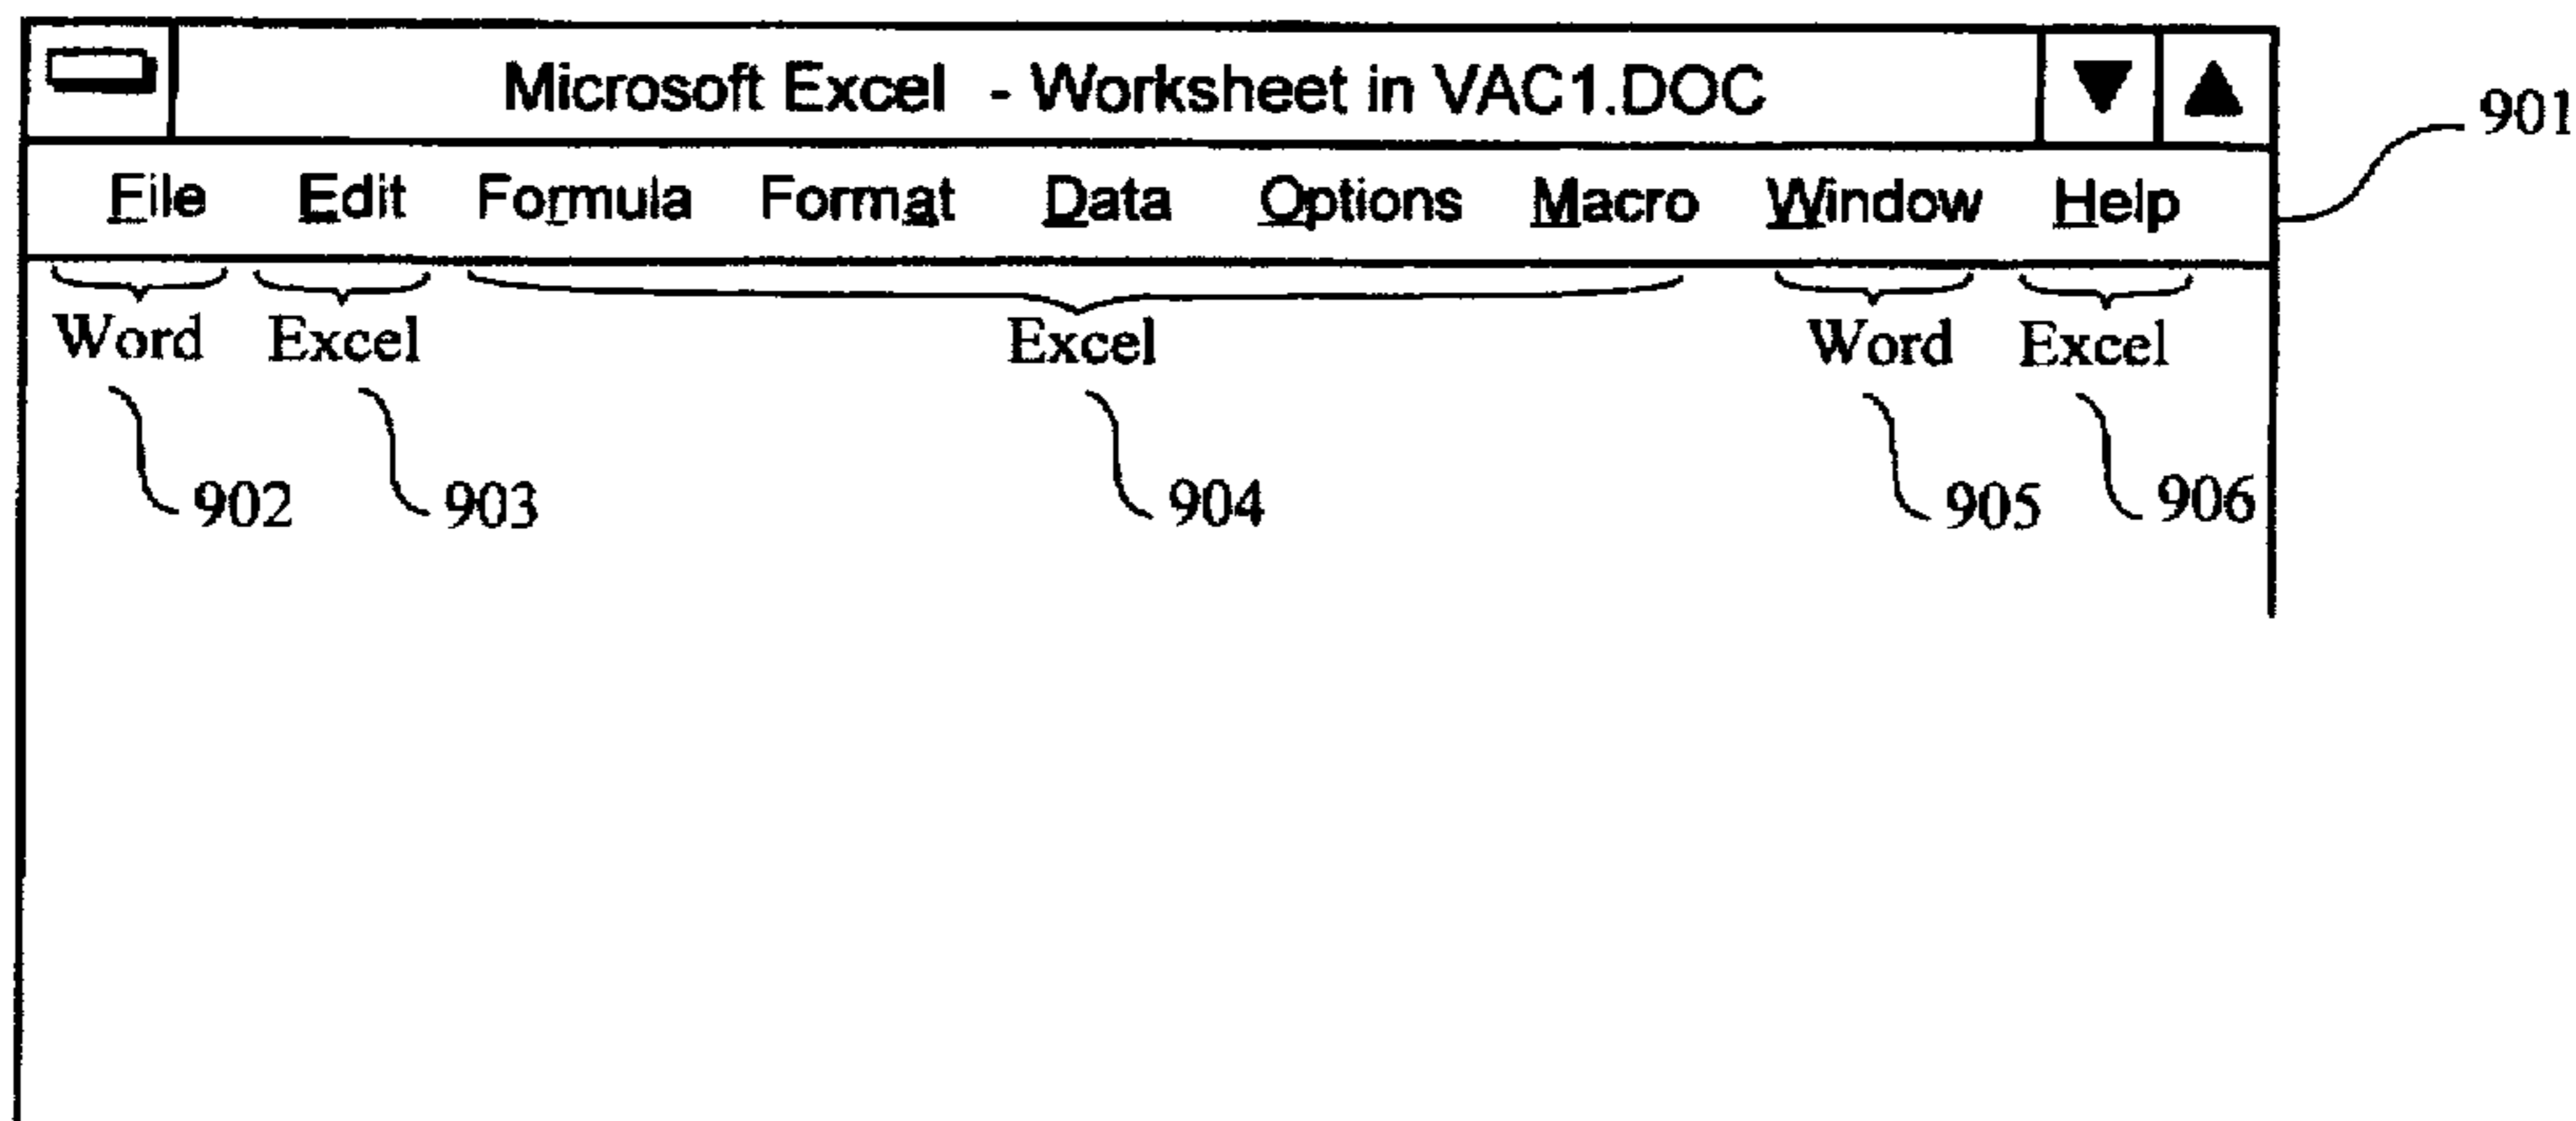 Microsoft Excel - Worksheet in VAC1.DOC
901
File Edit Formula Format Data Options Macro Window Help
Word Excel Excel Word Excel
902 903 904 905 906